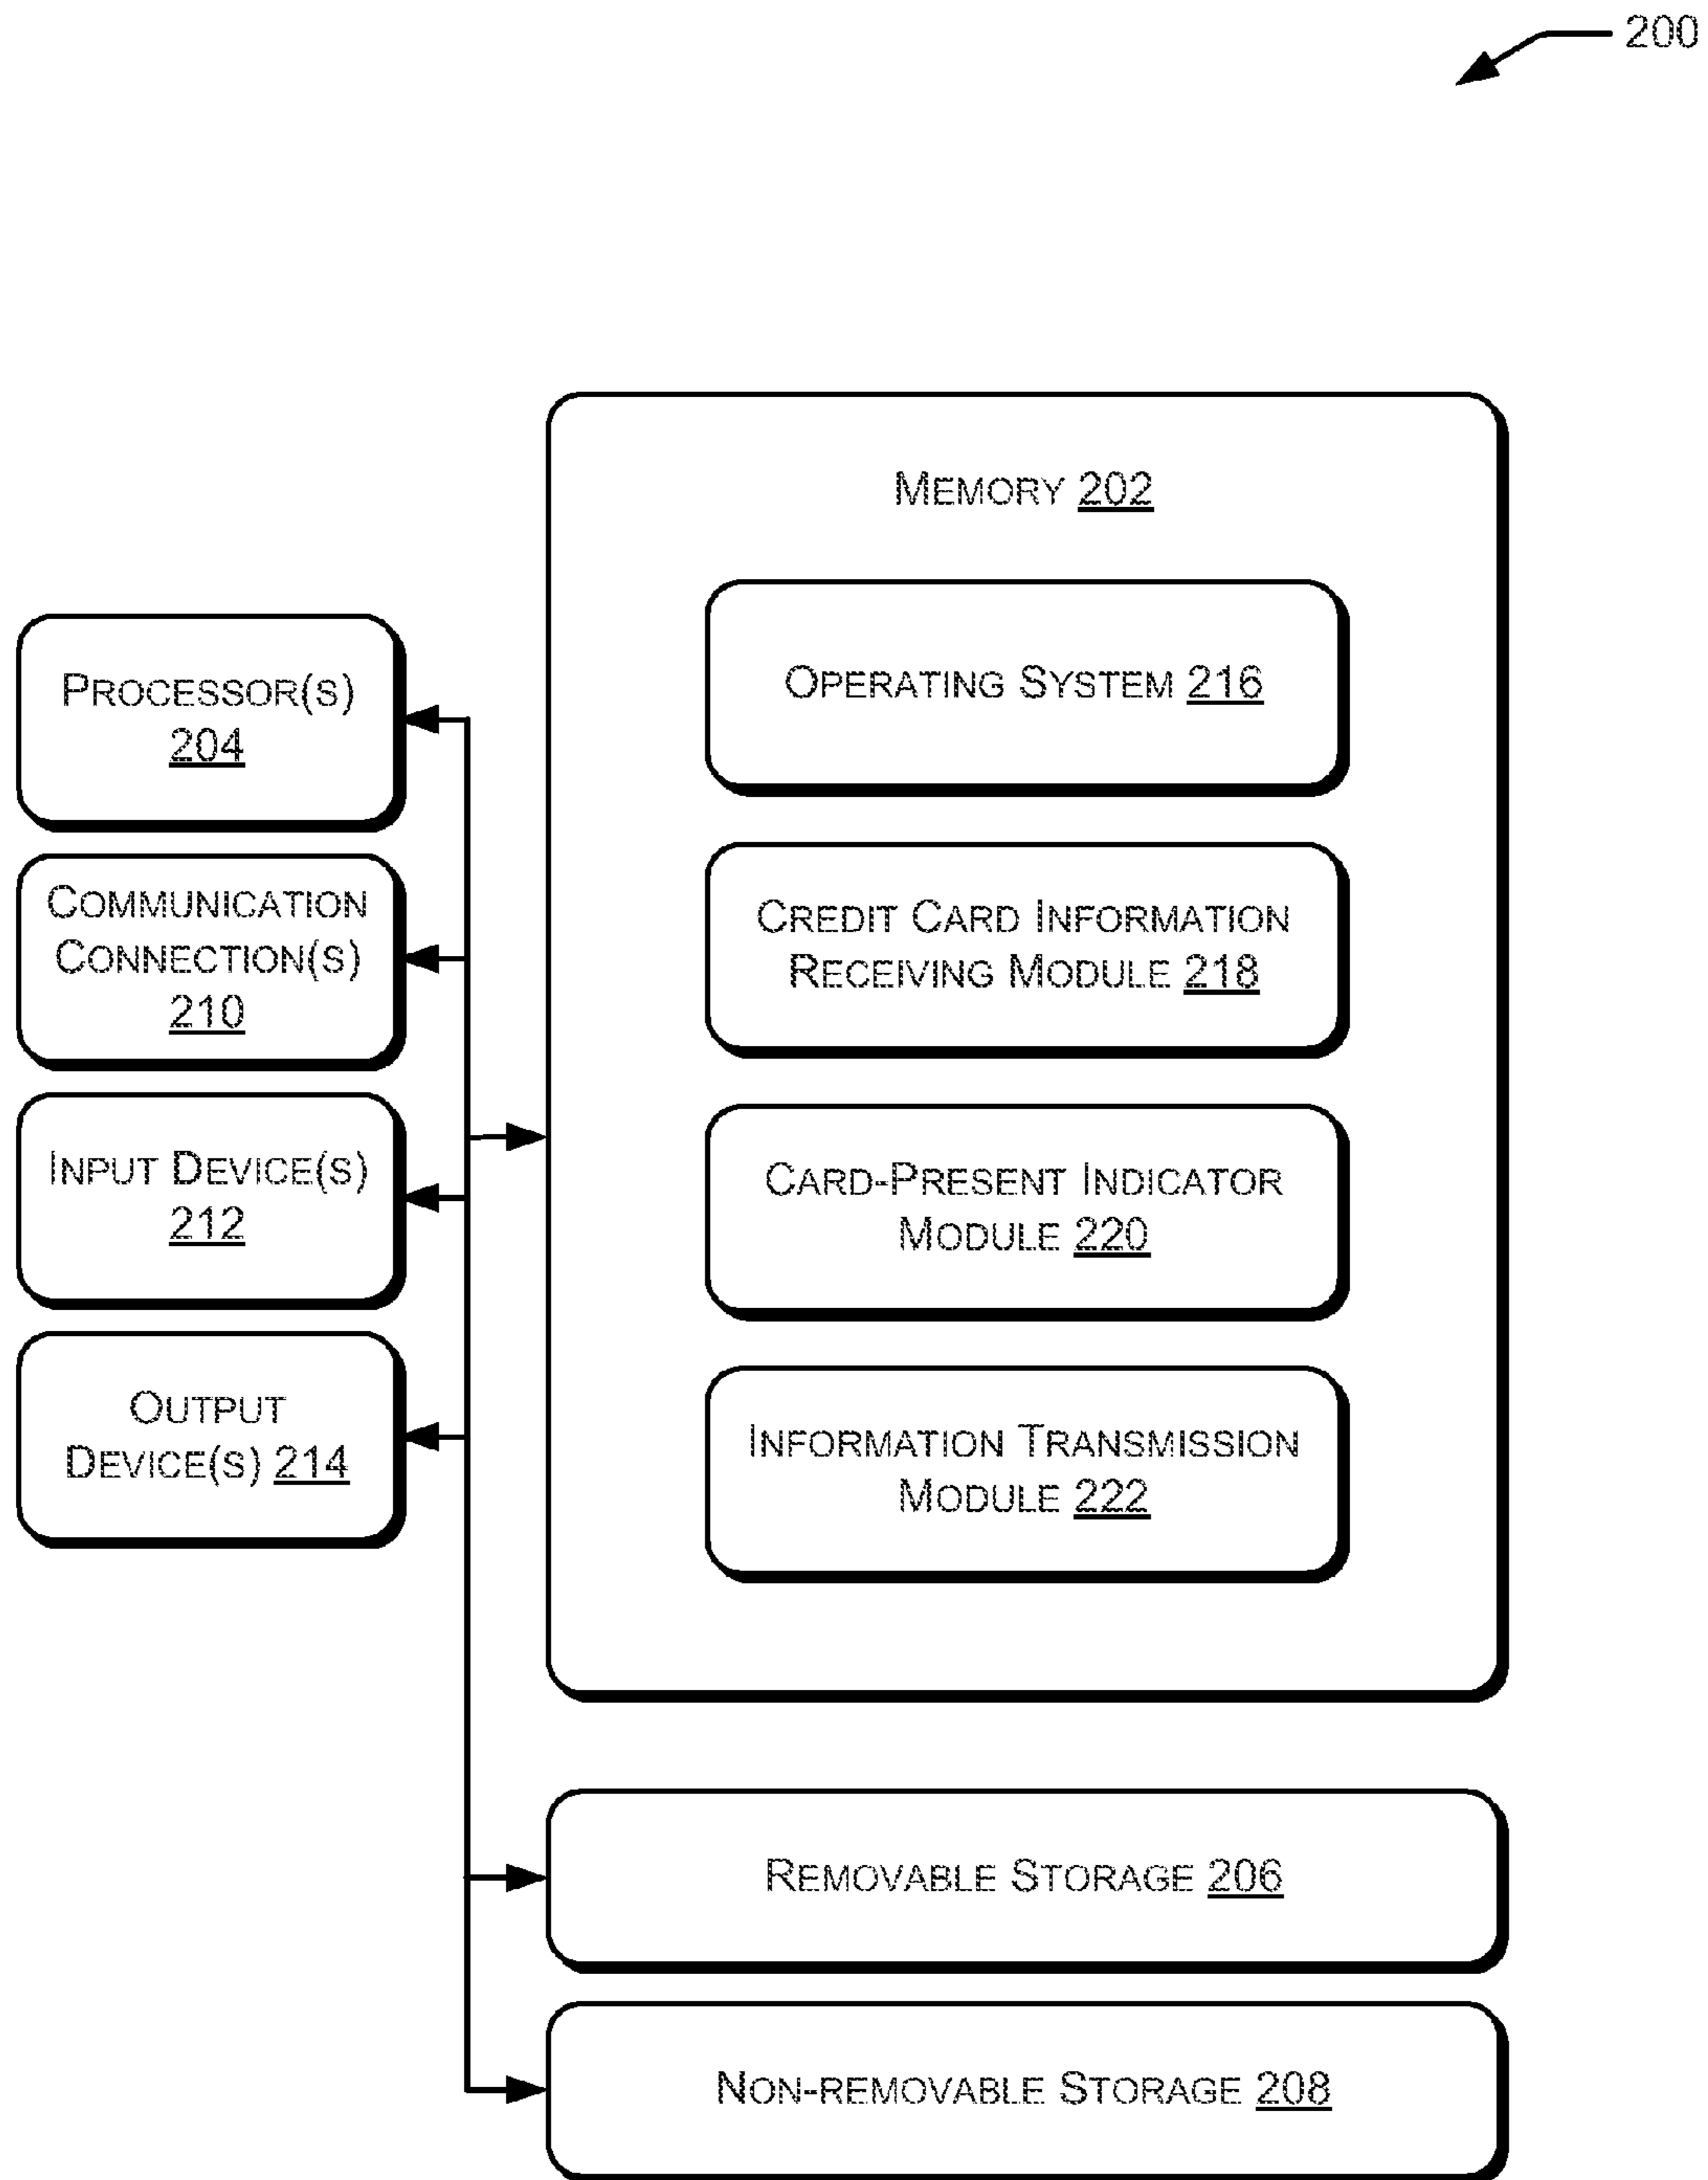 200
MEMORY 202
OPERATING SYSTEM 216
CREDIT CARD INFORMATION
RECEIVING MODULE 218
CARD-PRESENT INDICATOR
MODULE 220
INFORMATION TRANSMISSION
MODULE 222
PROCESSOR(S)
204
COMMUNICATION
CONNECTION(S)
210
INPUT DEVICE(S)
212
OUTPUT
DEVICE(S) 214
REMOVABLE STORAGE 206
NON-REMOVABLE STORAGE 208